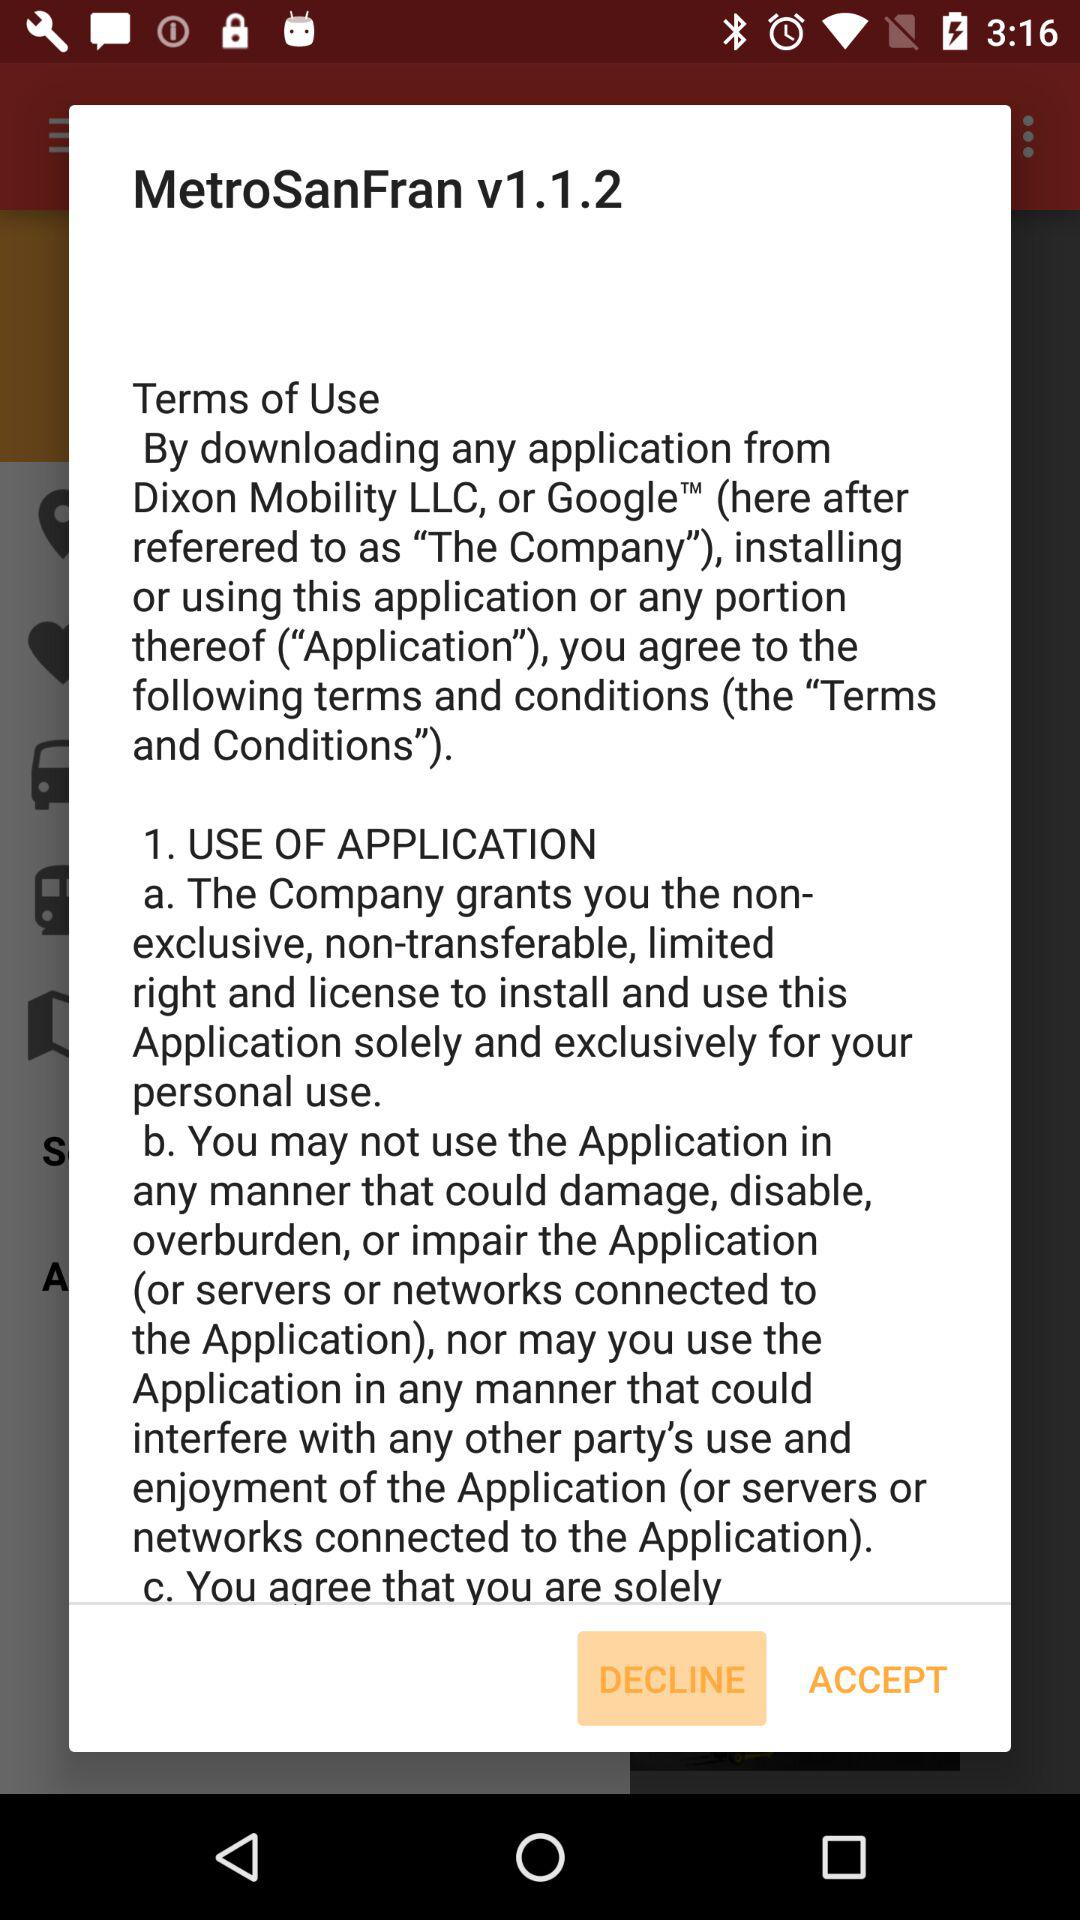 3:16
MetroSanFran v1.1.2
Terms of Use
By downloading any application from
Dixon Mobility LLC, or Google™ (here after
referered to as “The Company”), installing
or using this application or any portion
thereof (“Application”), you agree to the
following terms and conditions (the “Terms
and Conditions”).
1. USE OF APPLICATION
a. The Company grants you the non-
exclusive, non-transferable, limited
right and license to install and use this
Application solely and exclusively for your
personal use.
b. You may not use the Application in
any manner that could damage, disable,
overburden, or impair the Application
(or servers or networks connected to
the Application), nor may you use the
Application in any manner that could
interfere with any other party’s use and
enjoyment of the Application (or servers or
networks connected to the Application).
c. You agree that you are solely
DECLINE ACCEPT